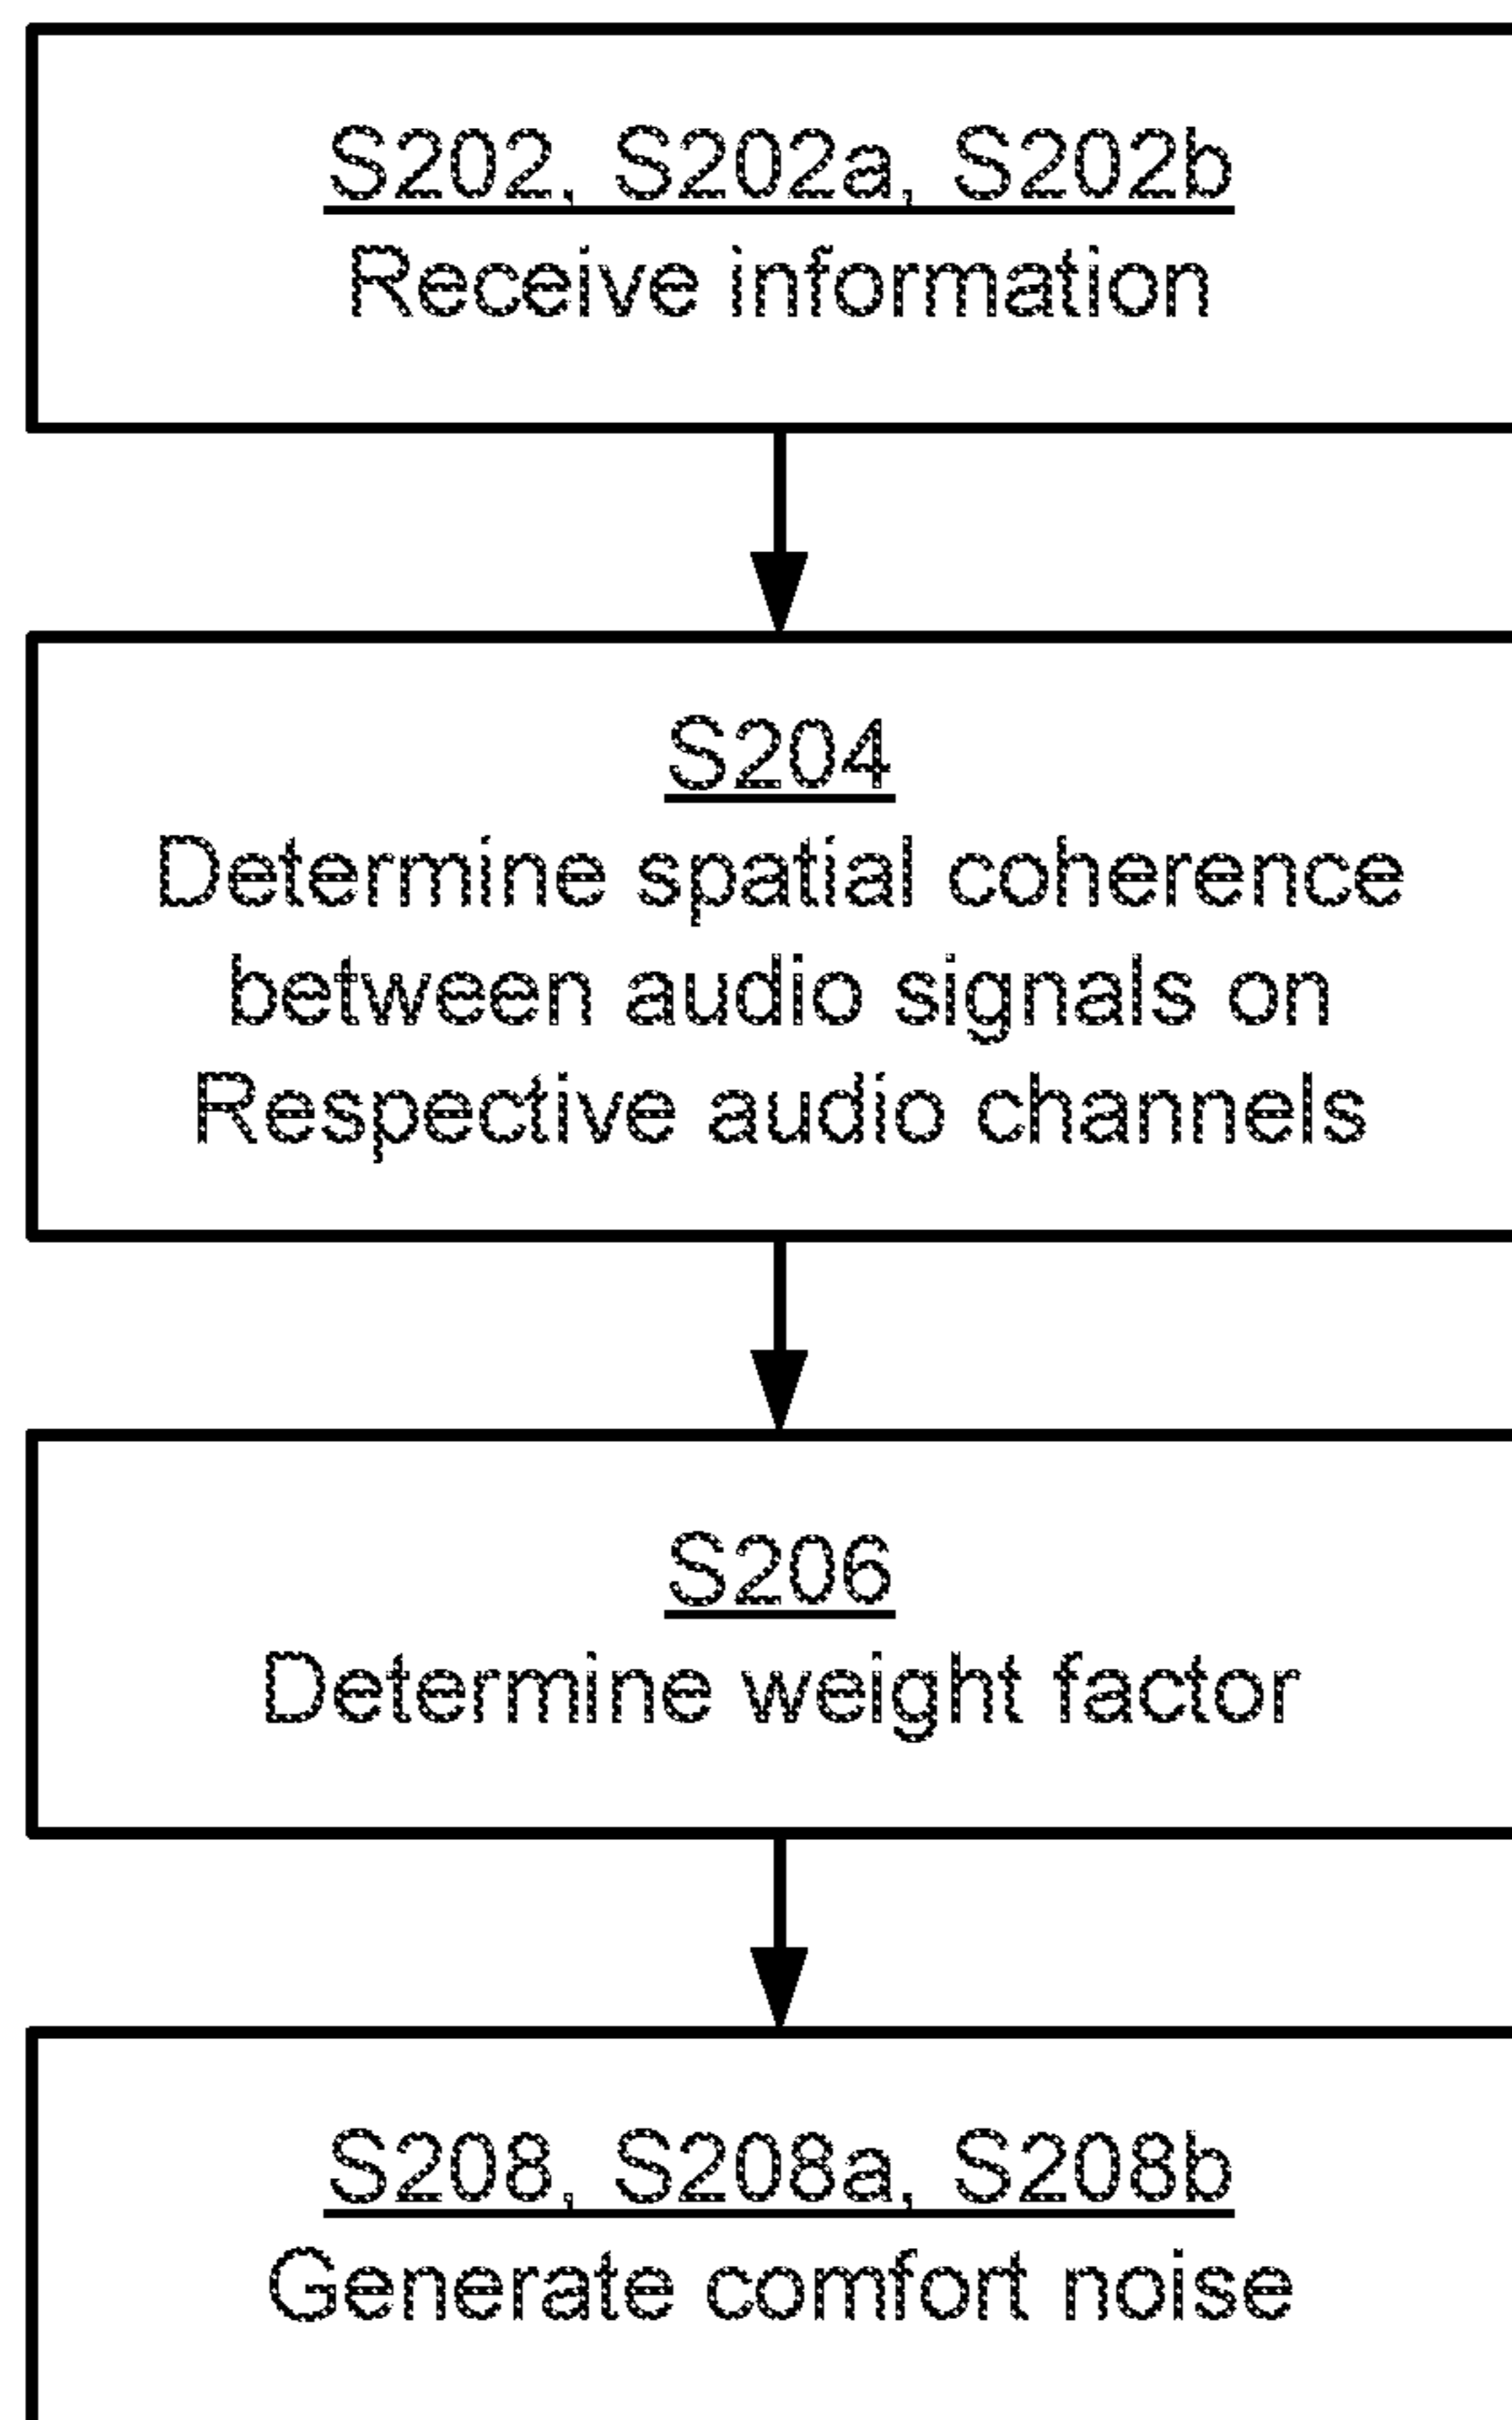 S202, S202a, S202b
Receive information
S204
Determine spatial coherence
between audio signals on
Respective audio channels
S206
Determine weight factor
S208, S208a, S208b
Generate comfort noise